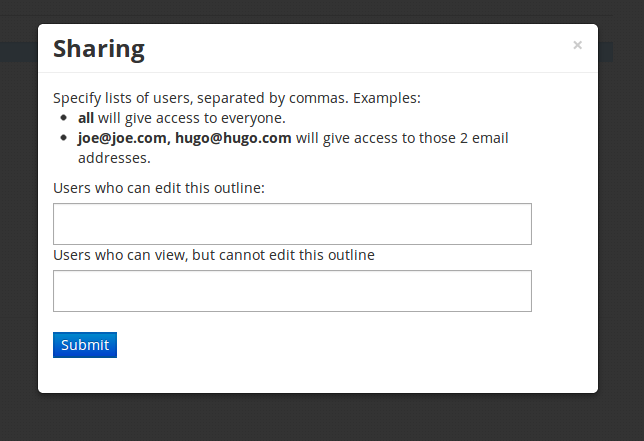 Sharing
×
Specify lists of users, separated by commas. Examples:
• all will give access to everyone.
• joe@joe.com, hugo@hugo.com will give access to those 2 email
addresses.
Users who can edit this outline:
Users who can view, but cannot edit this outline
Submit